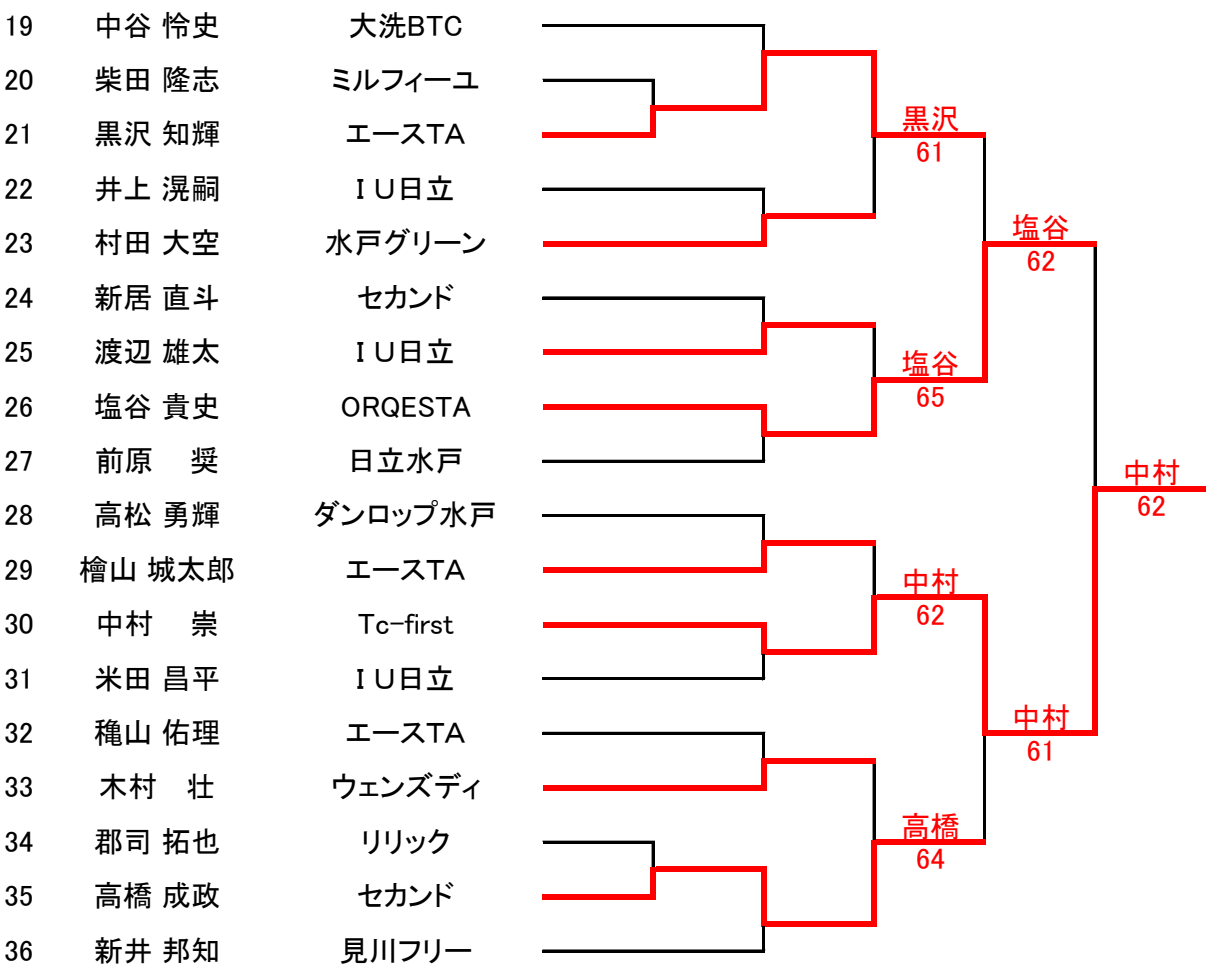 19 中谷 怜史 大洗BTC
20 柴田 隆志 ミルフィーユ
21 黒沢 知輝 エースTA
黒沢
61
22 井上 滉嗣 IU日立
23 村田 大空 水戸グリーン
塩谷
62
24 新居 直斗 セカンド
25 渡辺 雄太 IU日立
塩谷
65
26 塩谷 貴史 ORQESTA
27 前原 奨 日立水戸
中村
62
28 高松 勇輝 ダンロップ水戸
29 檜山 城太郎 エースTA
中村
62
30 中村 崇 Tc-first
31 米田 昌平 IU日立
32 穐山 佑理 エースTA
中村
61
33 木村 壮 ウェンズディ
34 郡司 拓也 リリック
高橋
64
35 高橋 成政 セカンド
36 新井 邦知 見川フリー